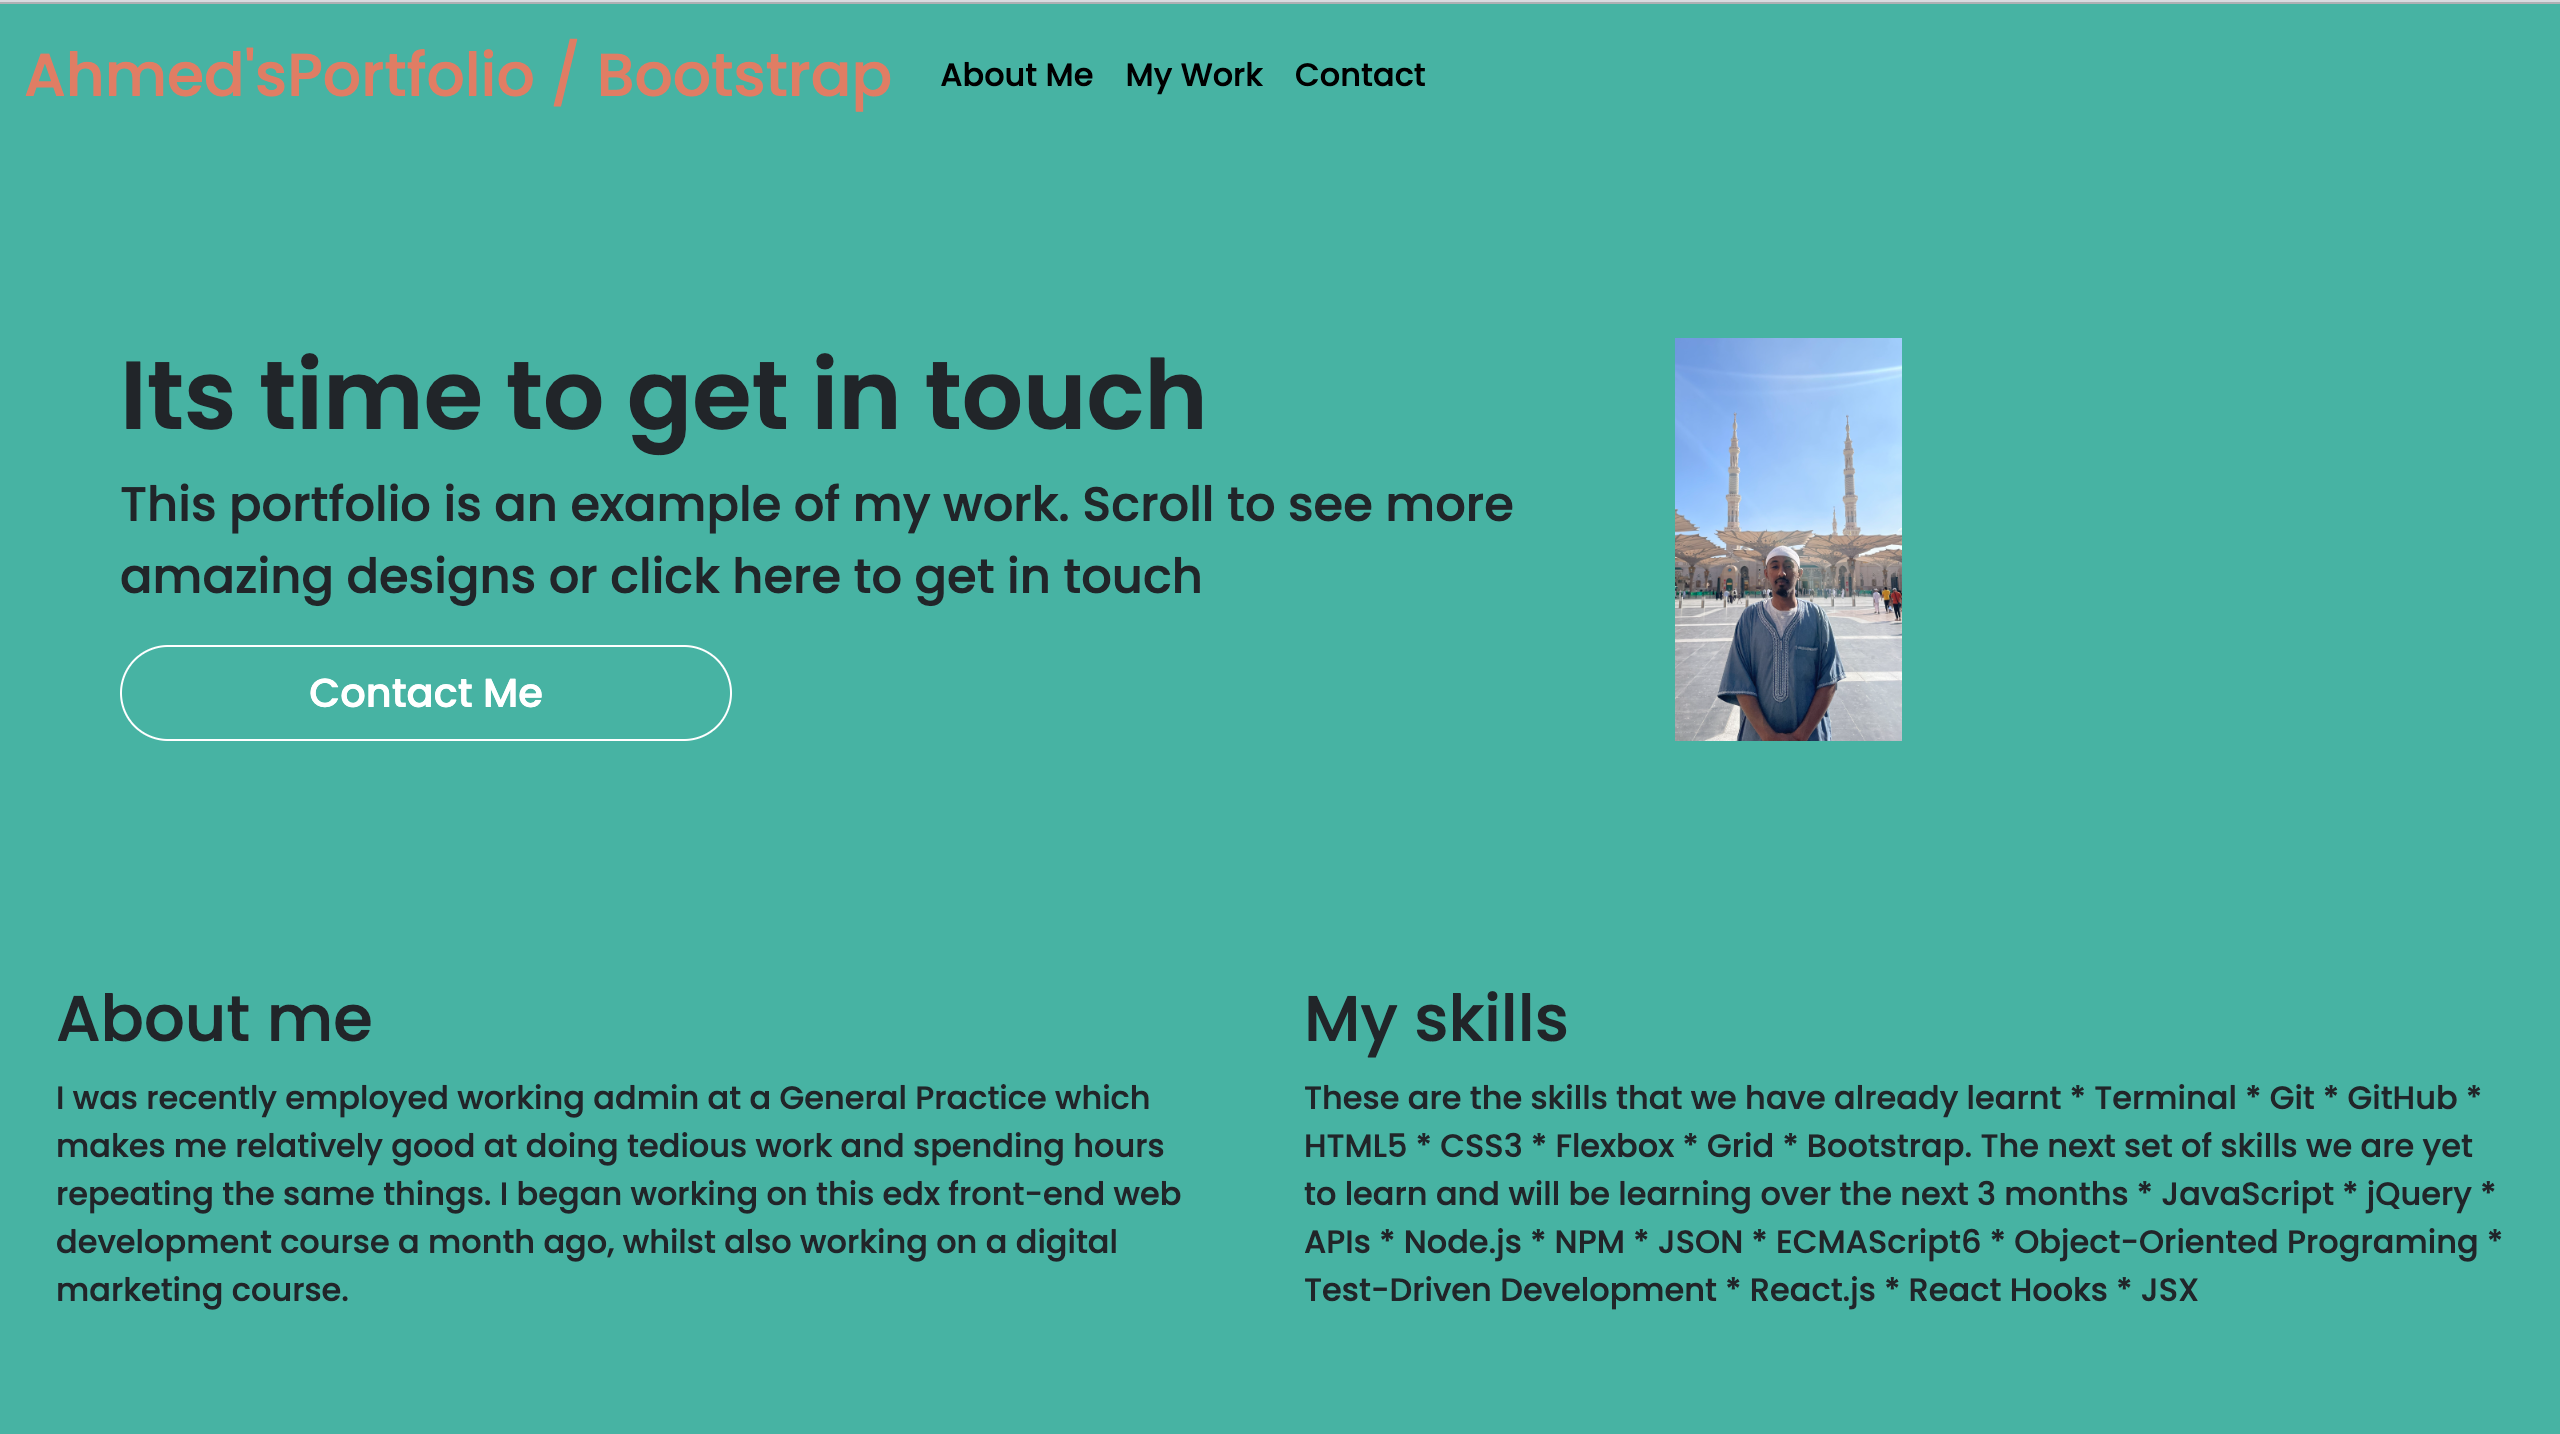 Ahmed'sPortfolio / Bootstrap About Me My Work Contact
Its time to get in touch
This portfolio is an example of my work. Scroll to see more
amazing designs or click here to get in touch
Contact Me
About me
I was recently employed working admin at a General Practice which
makes me relatively good at doing tedious work and spending hours
repeating the same things. I began working on this edx front-end web
development course a month ago, whilst also working on a digital
marketing course.
My skills
These are the skills that we have already learnt * Terminal * Git * GitHub *
HTML5 * CSS3 * Flexbox * Grid * Bootstrap. The next set of skills we are yet
to learn and will be learning over the next 3 months * JavaScript * jQuery *
APIs * Node.js * NPM * JSON * ECMAScript6 * Object-Oriented Programing *
Test-Driven Development * React.js * React Hooks * JSX